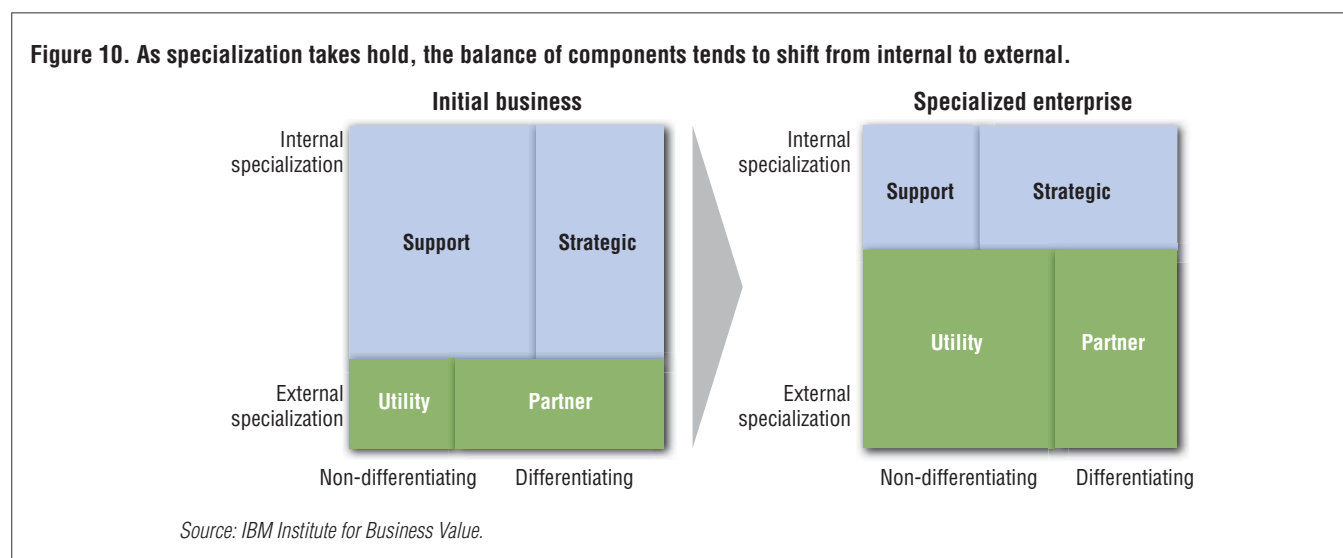 Figure 10. As specialization takes hold, the balance of components tends to shift from internal to external.
Initial business
Internal
specialization
Support
Strategic
Utility
Partner
External
specialization
Non-differentiating
Differentiating
Specialized enterprise
Internal
specialization
Support
Strategic
Utility
Partner
External
specialization
Non-differentiating
Differentiating
Source: IBM Institute for Business Value.